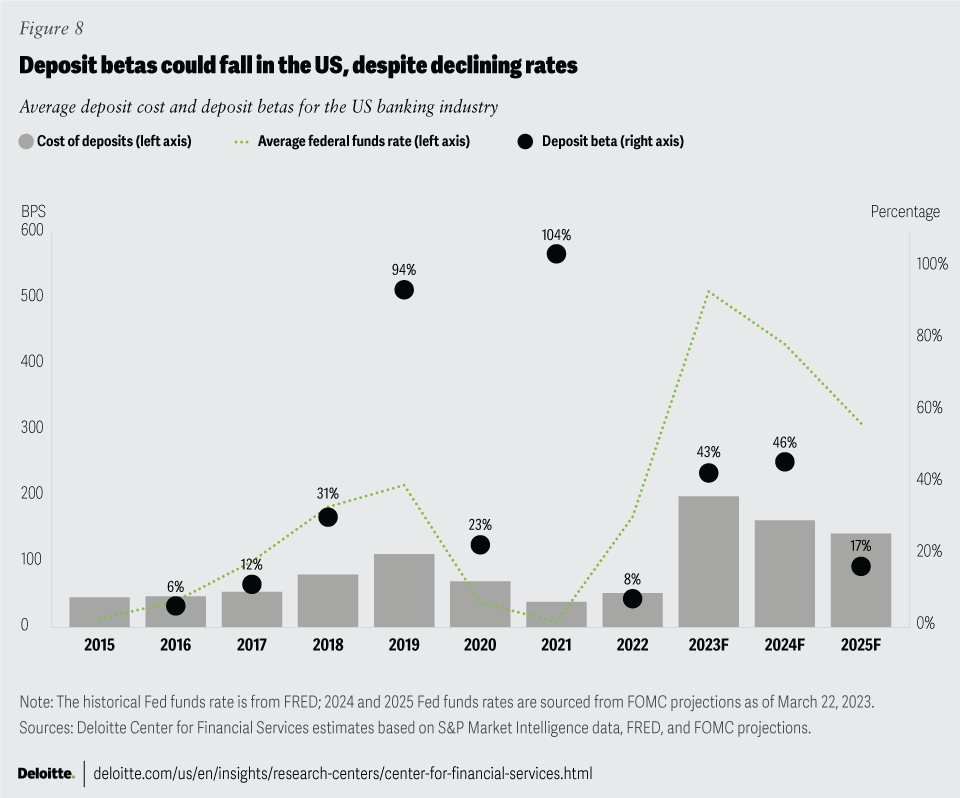 Figure 8
Deposit betas could fall in the US, despite declining rates
Average deposit cost and deposit betas for the US banking industry
Cost of deposits (left axis) Average federal funds rate (left axis) Deposit beta (right axis)
BPS Percentage
600
500
400
300
200
100
0
100%
80%
60%
40%
20%
0%
6%
12%
31%
94%
23%
104%
8%
43%
46%
17%
2015 2016 2017 2018 2019 2020 2021 2022 2023F 2024F 2025F
Note: The historical Fed funds rate is from FRED; 2024 and 2025 Fed funds rates are sourced from FOMC projections as of March 22, 2023.
Sources: Deloitte Center for Financial Services estimates based on S&P Market Intelligence data, FRED, and FOMC projections.
Deloitte. deloitte.com/us/en/insights/research-centers/center-for-financial-services.html